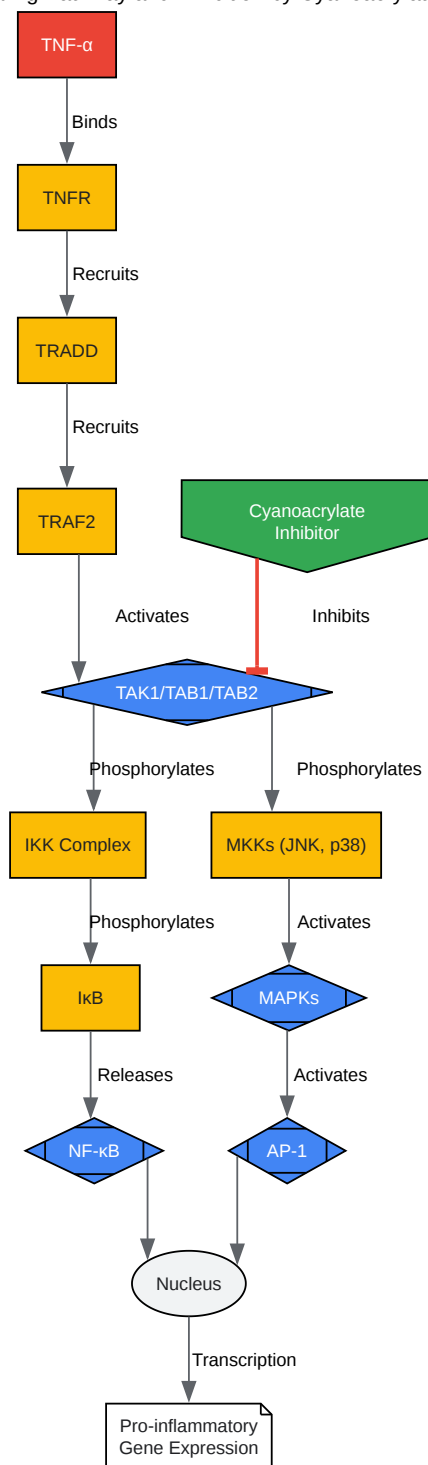 TNF-α
Binds
TNFR
Recruits
TRADD
Recruits
TRAF2
Cyanoacrylate
Inhibitor
Activates
Inhibits
TAK1/TAB1/TAB2
Phosphorylates
Phosphorylates
IKK Complex
MKKs (JNK, p38)
Phosphorylates
Activates
IκB
MAPKs
Releases
Activates
NF-κB
AP-1
Nucleus
Transcription
Pro-inflammatory
Gene Expression